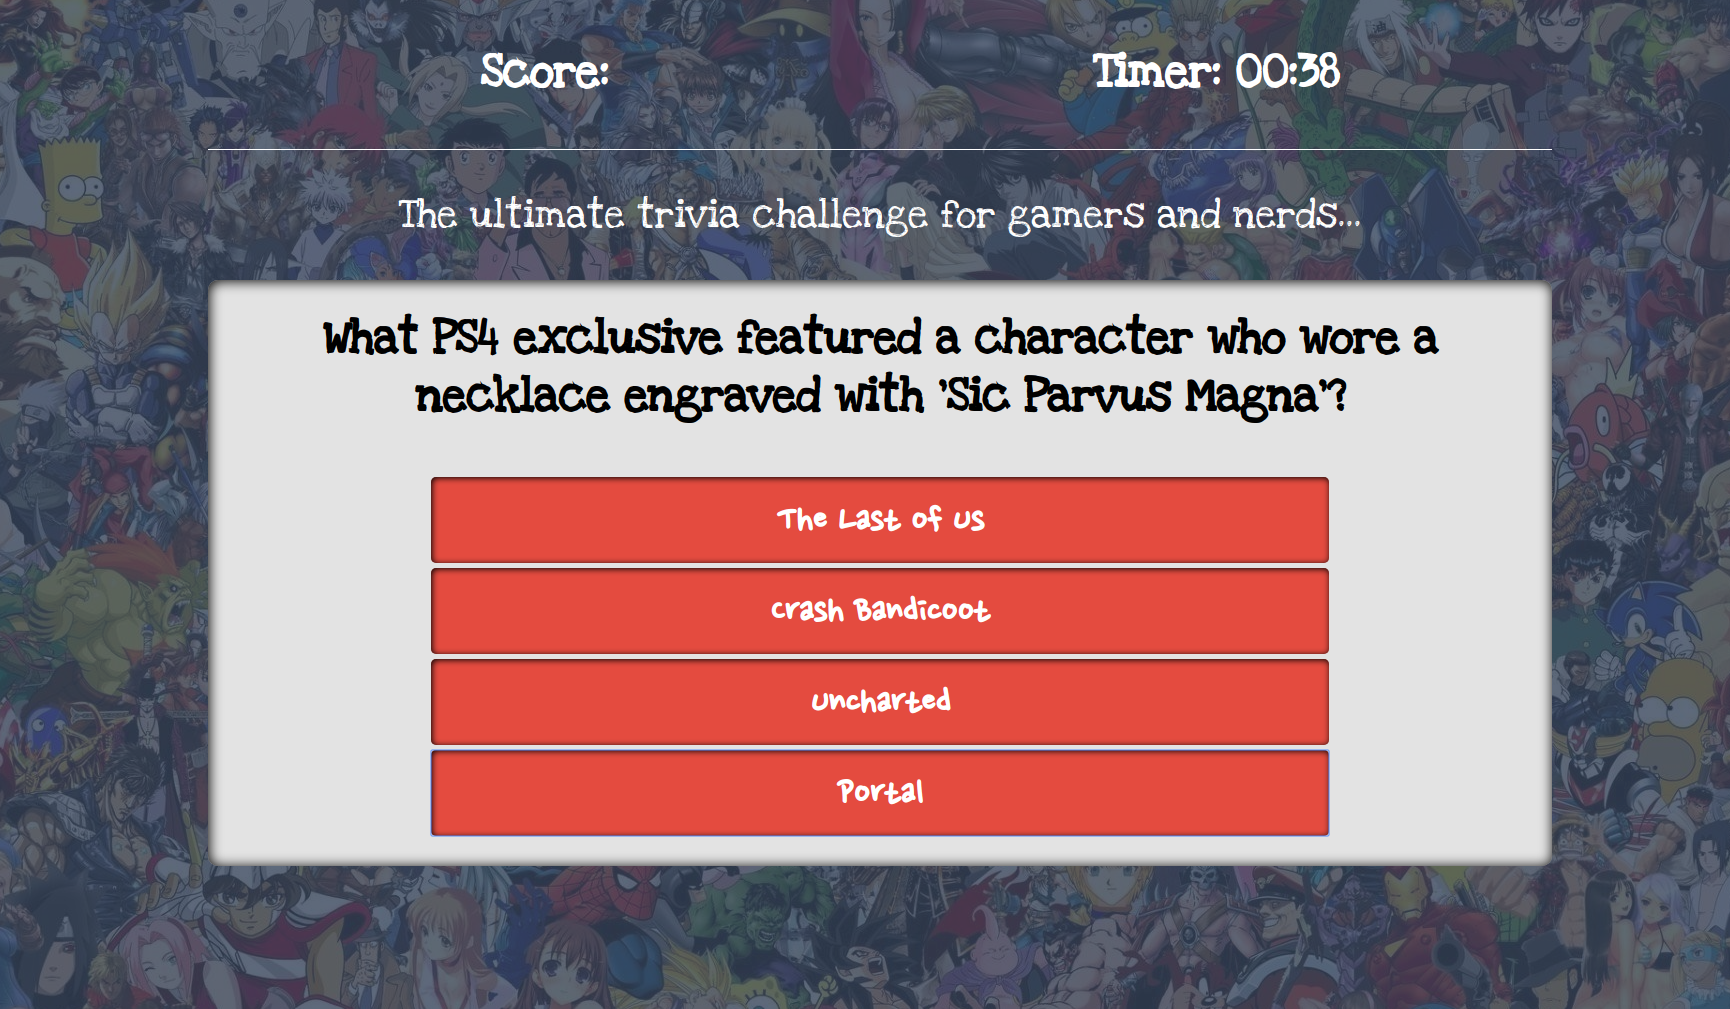 Score:
Timer: 00:38
The ultimate trivia challenge for gamers and nerds...
What PS4 exclusive featured a character who wore a
necklace engraved with 'Sic Parvus Magna'?
The Last of Us
Crash Bandicoot
Uncharted
Portal